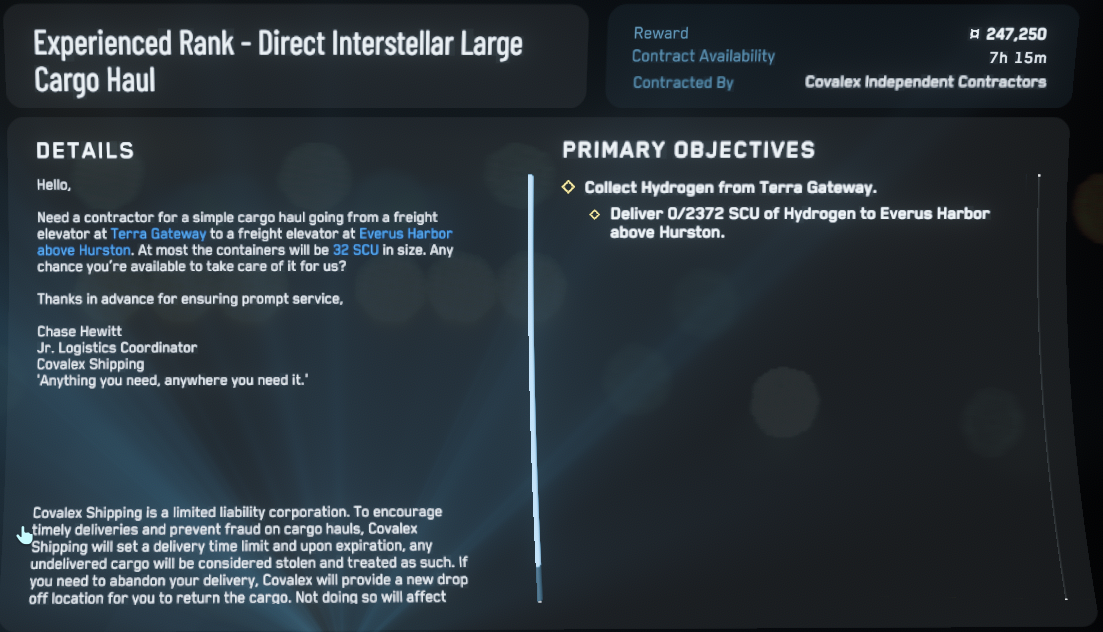 Experienced Rank - Direct Interstellar Large
Cargo Haul
Reward ¤ 247,250
Contract Availability 7h 15m
Contracted By Covalex Independent Contractors
DETAILS
Hello,
Need a contractor for a simple cargo haul going from a freight
elevator at Terra Gateway to a freight elevator at Everus Harbor
above Hurston. At most the containers will be 32 SCU in size. Any
chance you're available to take care of it for us?
Thanks in advance for ensuring prompt service,
Chase Hewitt
Jr. Logistics Coordinator
Covalex Shipping
'Anything you need, anywhere you need it.'
Covalex Shipping is a limited liability corporation. To encourage
timely deliveries and prevent fraud on cargo hauls, Covalex
Shipping will set a delivery time limit and upon expiration, any
undelivered cargo will be considered stolen and treated as such. If
you need to abandon your delivery, Covalex will provide a new drop
off location for you to return the cargo. Not doing so will affect
PRIMARY OBJECTIVES
Collect Hydrogen from Terra Gateway.
Deliver 0/2372 SCU of Hydrogen to Everus Harbor
above Hurston.